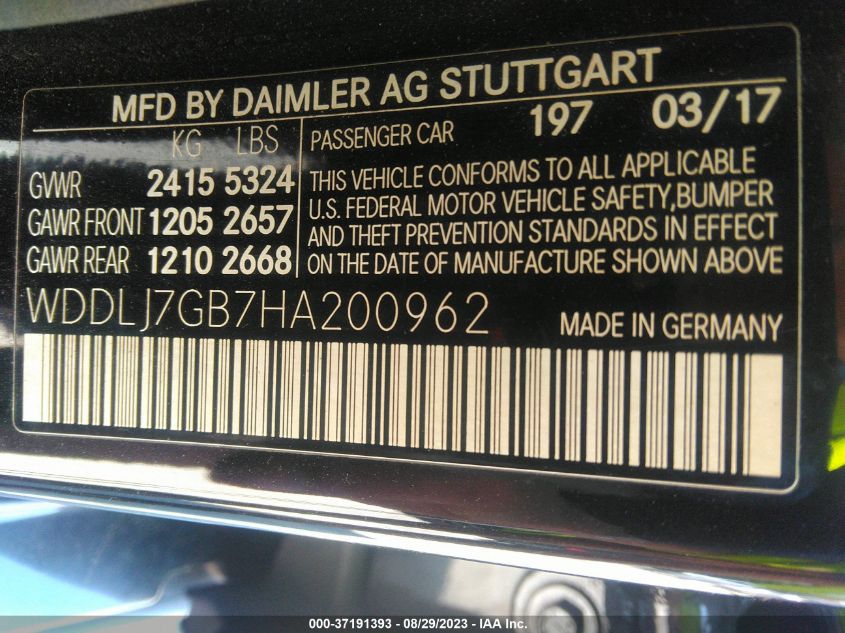 MFD BY DAIMLER AG STUTTGART
KG LBS
GVWR 2415 5324
GAWR FRONT 1205 2657
GAWR REAR 1210 2668
PASSENGER CAR 197 03/17
THIS VEHICLE CONFORMS TO ALL APPLICABLE
U.S. FEDERAL MOTOR VEHICLE SAFETY,BUMPER
AND THEFT PREVENTION STANDARDS IN EFFECT
ON THE DATE OF MANUFACTURE SHOWN ABOVE
WDDLJ7GB7HA200962
MADE IN GERMANY
000-37191393 - 08/29/2023 - IAA Inc.